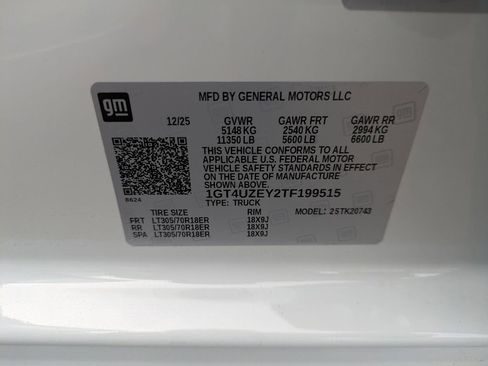 gm
MFD BY GENERAL MOTORS LLC
12/25 GVWR GAWR FRT GAWR RR
5148 KG 2540 KG 2994 KG
11350 LB 5600 LB 6600 LB
THIS VEHICLE CONFORMS TO ALL
APPLICABLE U.S. FEDERAL MOTOR
VEHICLE SAFETY STANDARDS IN EFFECT
ON THE DATE OF MANUFACTURE
SHOWN ABOVE.
8624 1GT4UZEY2TF199515
TYPE: TRUCK
TIRE SIZE RIM MODEL: 25TK20743
FRT LT305/70R18ER 18X9J
RR LT305/70R18ER 18X9J
SPA LT305/70R18ER 18X9J